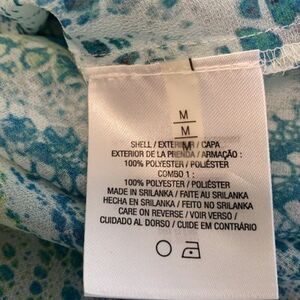 M
M
M
SHELL / EXTERIEUR / CAPA
EXTERIOR DE LA PRENDA / ARMAÇÃO :
100% POLYESTER / POLIÉSTER
COMBO 1 :
100% POLYESTER / POLIÉSTER
MADE IN SRILANKA / FAITE AU SRILANKA
HECHA EN SRILANKA / FEITO NO SRILANKA
CARE ON REVERSE / VOIR VERSO /
CUIDADO AL DORSO / CUIDE EM CONTRÁRIO